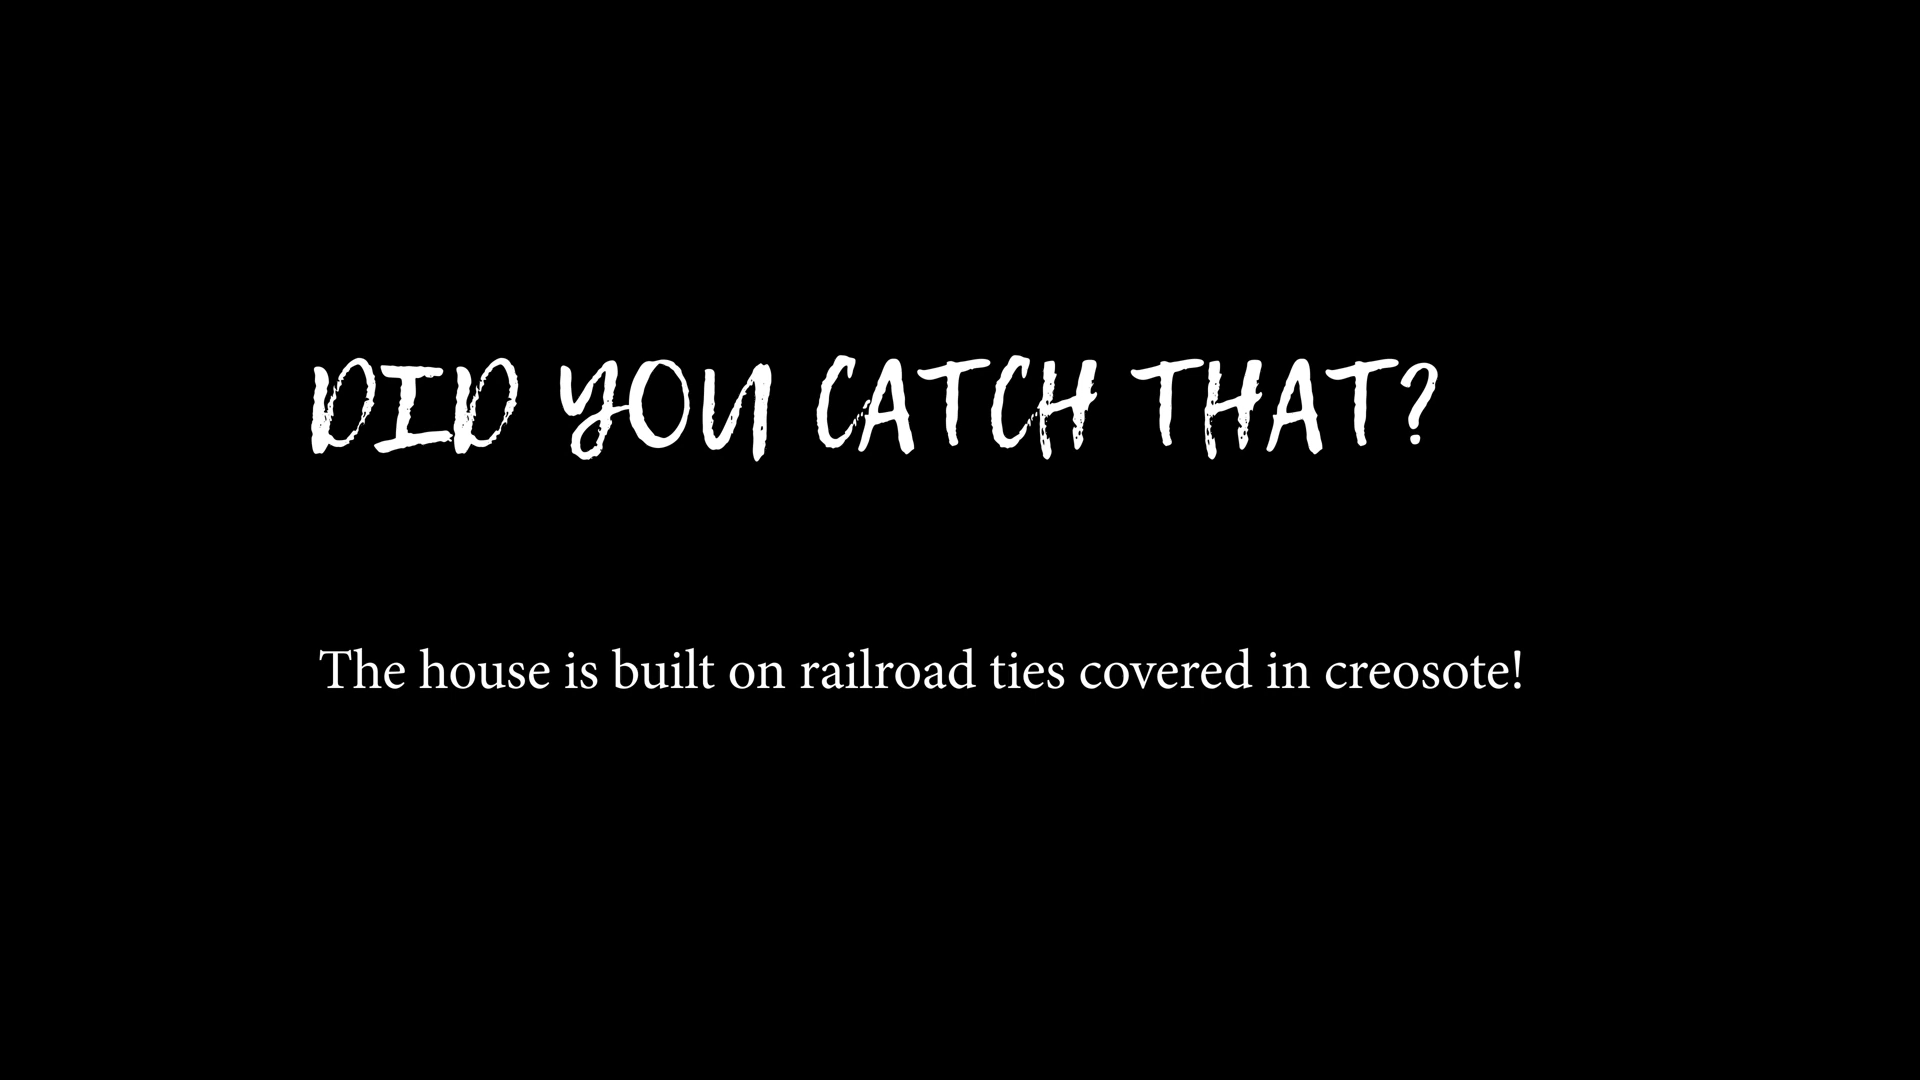 DID YOU CATCH THAT?
The house is built on railroad ties covered in creosote!